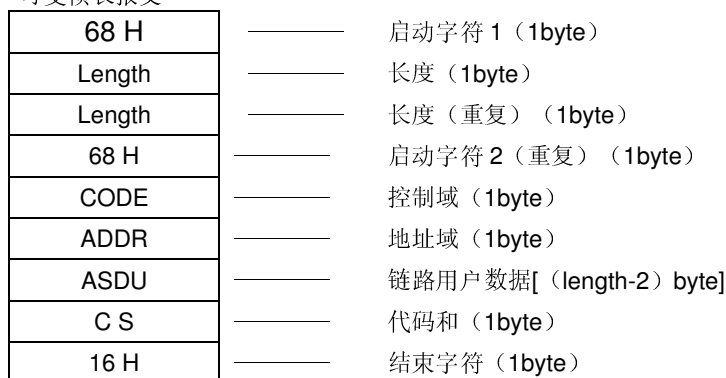 68 H 启动字符 1（1byte）
Length 长度（1byte）
Length 长度（重复）（1byte）
68 H 启动字符 2（重复）（1byte）
CODE 控制域（1byte）
ADDR 地址域（1byte）
ASDU 链路用户数据[（length-2）byte]
C S 代码和（1byte）
16 H 结束字符（1byte）